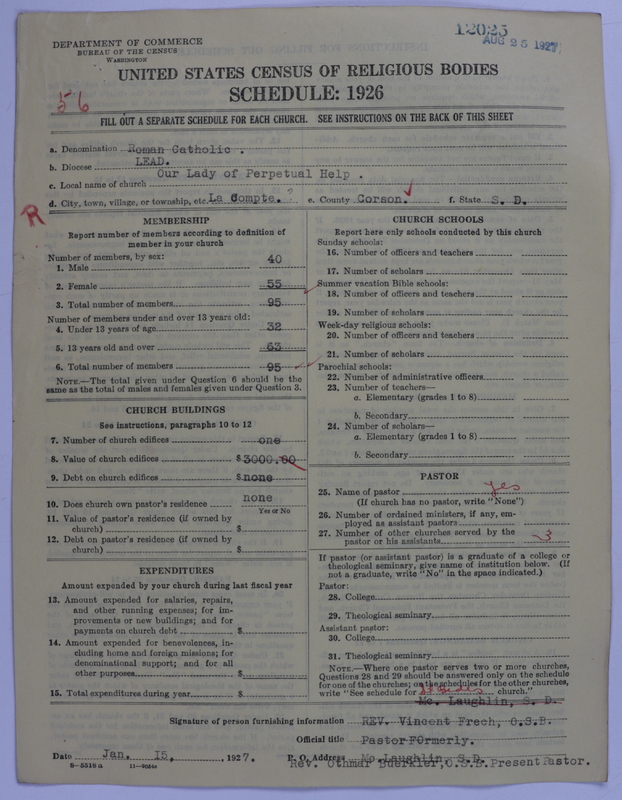 12025
AUG 25 1927
DEPARTMENT OF COMMERCE
BUREAU OF THE CENSUS
WASHINGTON
UNITED STATES CENSUS OF RELIGIOUS BODIES
SCHEDULE: 1926
56
FILL OUT A SEPARATE SCHEDULE FOR EACH CHURCH. SEE INSTRUCTIONS ON THE BACK OF THIS SHEET
a. Denomination Roman Catholic .
b. Diocese LEAD.
c. Local name of church Our Lady of Perpetual Help .
d. City, town, village, or township, etc. La Compte. ? e. County Corson. f. State S. D.
R
MEMBERSHIP
Report number of members according to definition of
member in your church
Number of members, by sex:
1. Male 40
2. Female 55
3. Total number of members 95
Number of members under and over 13 years old:
4. Under 13 years of age 32
5. 13 years old and over 63
6. Total number of members 95
NOTE.—The total given under Question 6 should be the
same as the total of males and females given under Question 3.
CHURCH BUILDINGS
See instructions, paragraphs 10 to 12
7. Number of church edifices one
8. Value of church edifices $3000.00
9. Debt on church edifices $none
10. Does church own pastor's residence none
Yes or No
11. Value of pastor's residence (if owned by
church) $
12. Debt on pastor's residence (if owned by
church) $
EXPENDITURES
Amount expended by your church during last fiscal year
13. Amount expended for salaries, repairs,
and other running expenses; for im-
provements or new buildings; and for
payments on church debt $
14. Amount expended for benevolences, in-
cluding home and foreign missions; for
denominational support; and for all
other purposes $
15. Total expenditures during year $
CHURCH SCHOOLS
Report here only schools conducted by this church
Sunday schools:
16. Number of officers and teachers
17. Number of scholars
Summer vacation Bible schools:
18. Number of officers and teachers
19. Number of scholars
Week-day religious schools:
20. Number of officers and teachers
21. Number of scholars
Parochial schools:
22. Number of administrative officers
23. Number of teachers—
a. Elementary (grades 1 to 8)
b. Secondary
24. Number of scholars—
a. Elementary (grades 1 to 8)
b. Secondary
PASTOR
25. Name of pastor yes
(If church has no pastor, write "None")
26. Number of ordained ministers, if any, em-
ployed as assistant pastors
27. Number of other churches served by the
pastor or his assistants 3
If pastor (or assistant pastor) is a graduate of a college or
theological seminary, give name of institution below. (If
not a graduate, write "No" in the space indicated.)
Pastor:
28. College
29. Theological seminary
Assistant pastor:
30. College
31. Theological seminary
NOTE.—Where one pastor serves two or more churches,
Questions 28 and 29 should be answered only on the schedule
for one of the churches; on the schedules for the other churches,
write "See schedule for church."
Mc. Laughlin, S. D.
Signature of person furnishing information REV. Vincent Frech, O.S.B.
Official title Pastor FOrmerly.
Date Jan. 15, , 1927. P. O. Address Mc.Laughlin, S.D.
Rev. Othmar Buerkler,O.S.B.Present Pastor.
8-5518 a